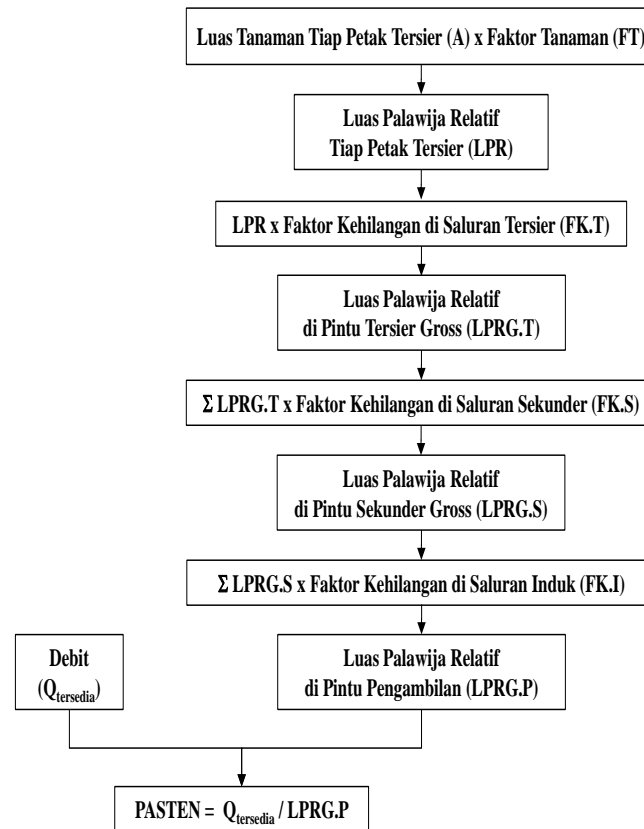 Luas Tanaman Tiap Petak Tersier (A) x Faktor Tanaman (FT)
Luas Palawija Relatif
Tiap Petak Tersier (LPR)
LPR x Faktor Kehilangan di Saluran Tersier (FK.T)
Luas Palawija Relatif
di Pintu Tersier Gross (LPRG.T)
Σ LPRG.T x Faktor Kehilangan di Saluran Sekunder (FK.S)
Luas Palawija Relatif
di Pintu Sekunder Gross (LPRG.S)
Σ LPRG.S x Faktor Kehilangan di Saluran Induk (FK.I)
Debit
(Qtersedia)
Luas Palawija Relatif
di Pintu Pengambilan (LPRG.P)
PASTEN = Qtersedia / LPRG.P